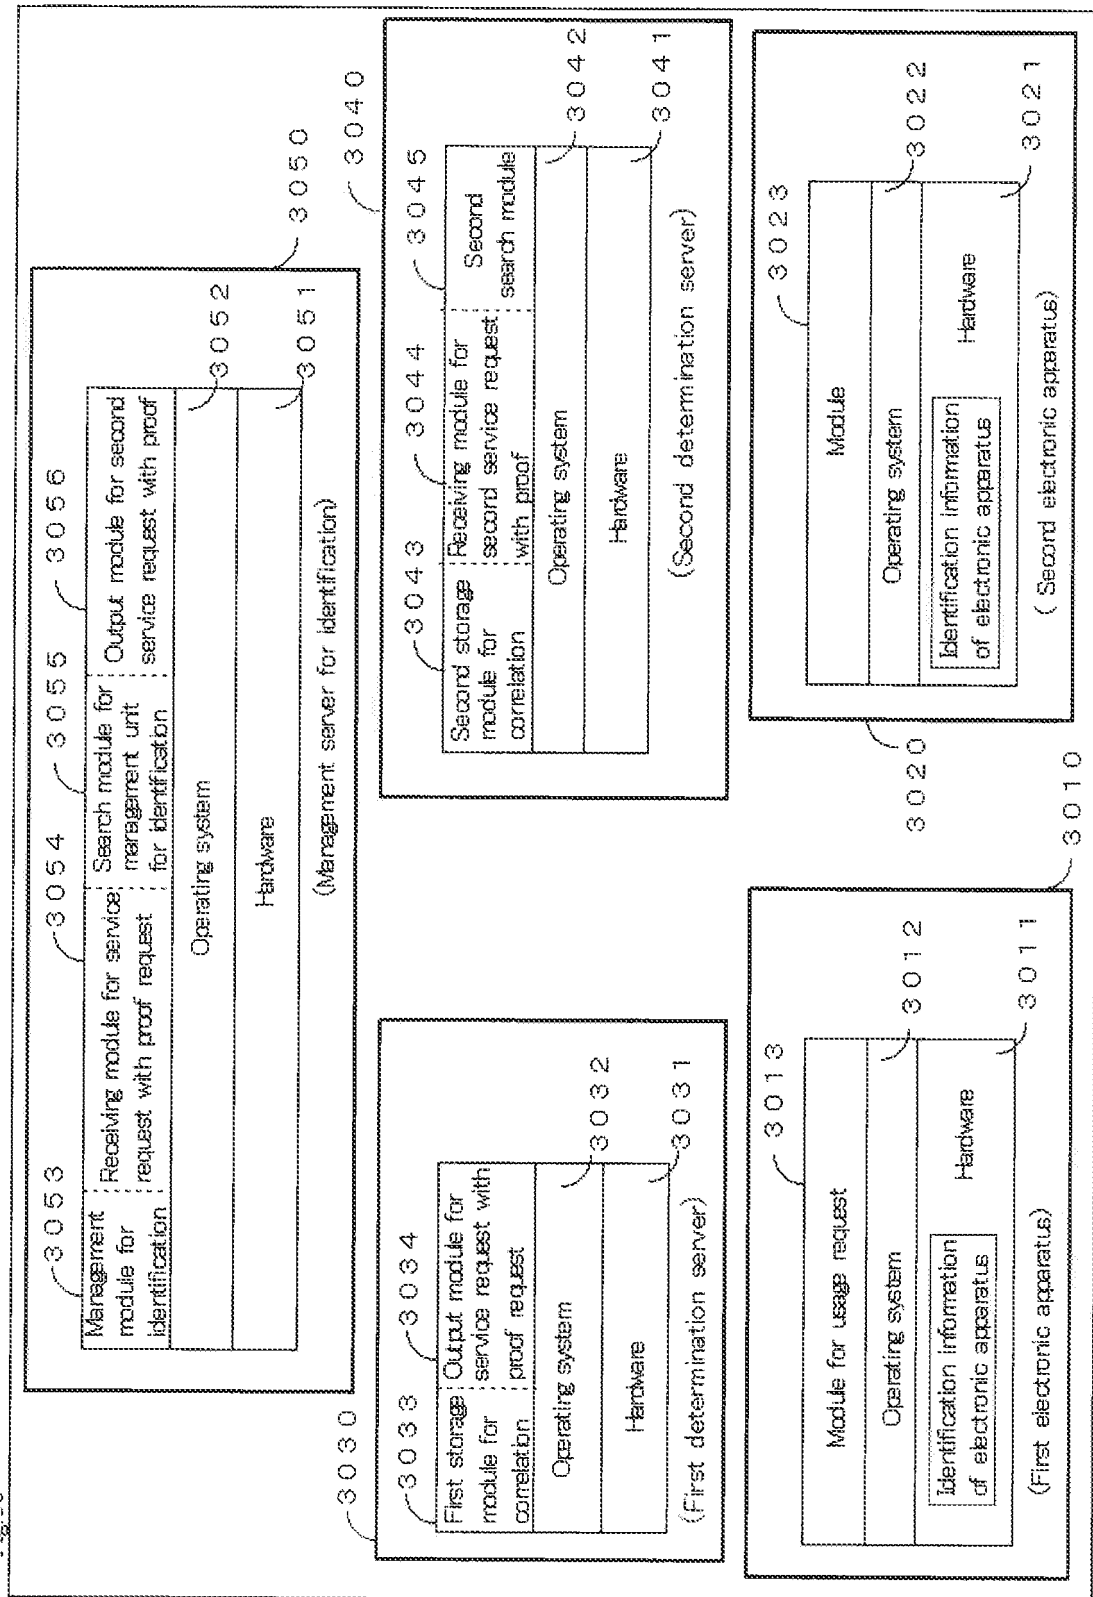 3050
3053
3054
3055
3056
Management
module for
identification
Receiving module for service
request with proof request
Search module for
management unit
for identification
Output module for second
service request with proof
Operating system
3052
Hardware
3051
(Management server for identification)
3030
3033
3034
First storage
module for
correlation
Output module for
service request with
proof request
Operating system
3032
Hardware
3031
(First determination server)
3040
3043
3044
3045
Second storage
module for
correlation
Receiving module for
second service request
with proof
Second
search module
Operating system
3042
Hardware
3041
(Second determination server)
3010
3013
Module for usage request
Operating system
3012
Identification information
of electronic apparatus
Hardware
3011
(First electronic apparatus)
3020
3023
Module
Operating system
3022
Identification information
of electronic apparatus
Hardware
3021
( Second electronic apparatus)